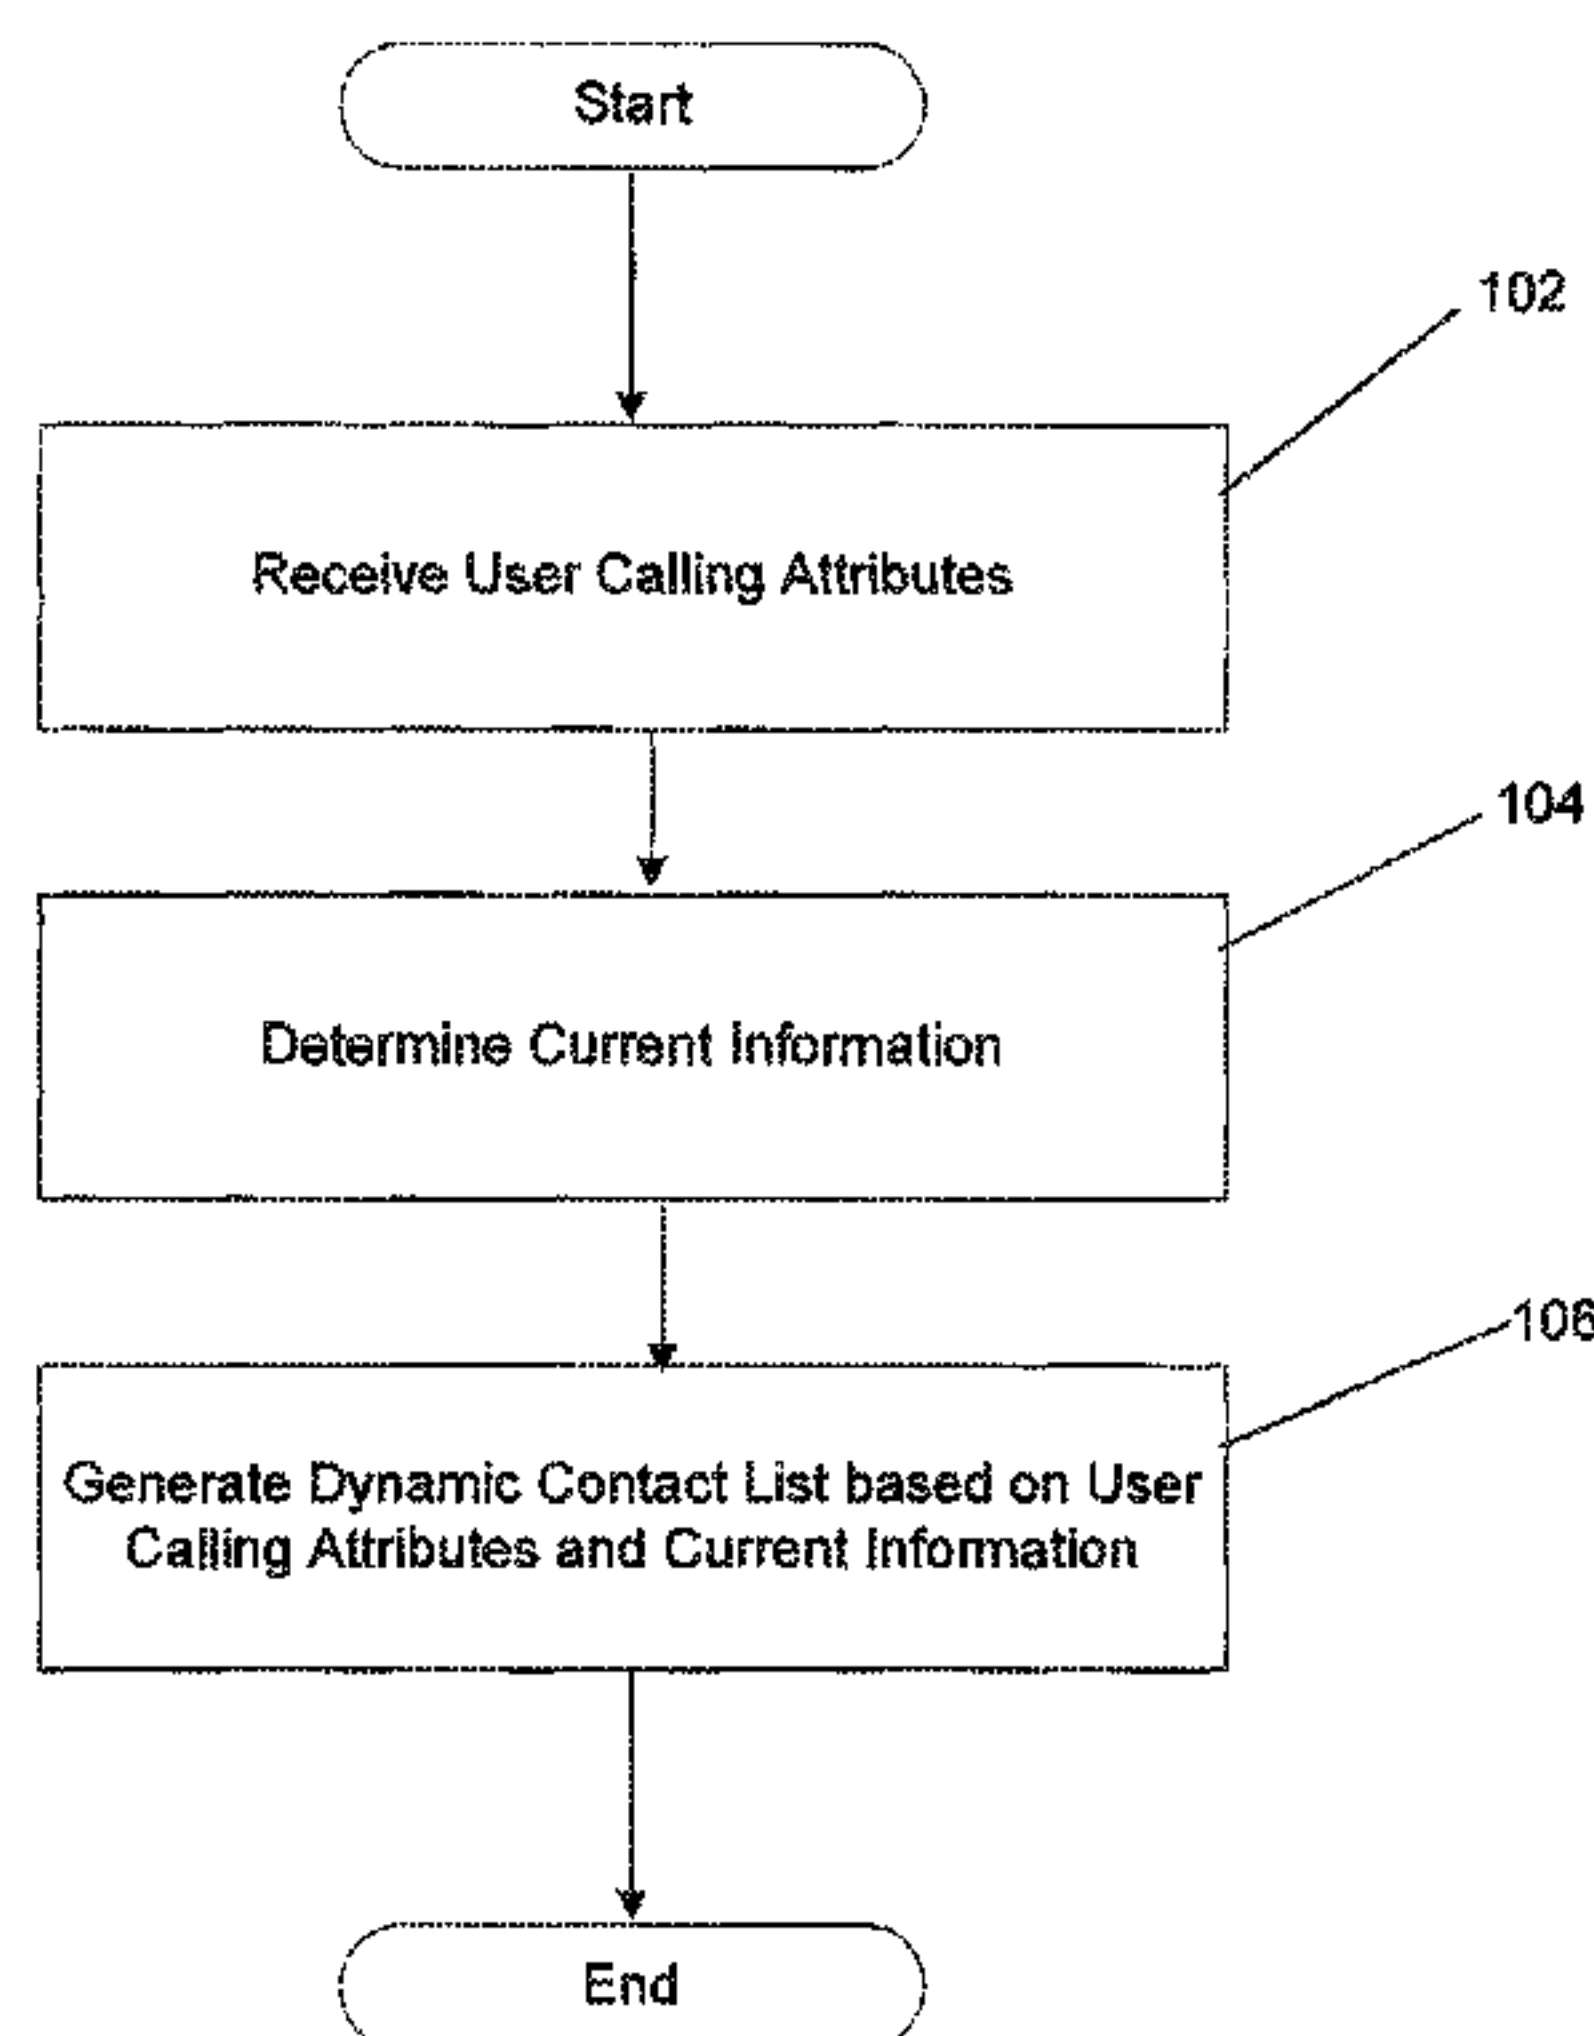 Start
102
Receive User Calling Attributes
104
Determine Current Information
106
Generate Dynamic Contact List based on User
Calling Attributes and Current Information
End